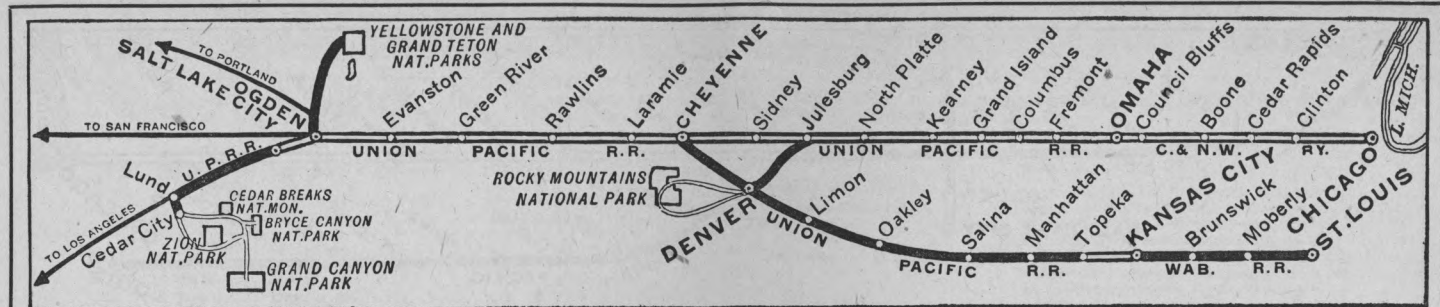 YELLOWSTONE AND
GRAND TETON
NAT. PARKS
TO PORTLAND
SALT LAKE
CITY
OGDEN
Evanston
Green River
Rawlins
Laramie
CHEYENNE
Sidney
Julesburg
North Platte
Kearney
Grand Island
Columbus
Fremont
OMAHA
Council Bluffs
Boone
Cedar Rapids
Clinton
L. MICH.
TO SAN FRANCISCO
UNION PACIFIC R.R. UNION PACIFIC R.R. C.& N.W. RY.
CHICAGO
U. P. R. R.
Lund
TO LOS ANGELES
Cedar City
CEDAR BREAKS
NAT. MON.
BRYCE CANYON
NAT. PARK
ZION
NAT. PARK
GRAND CANYON
NAT. PARK
ROCKY MOUNTAINS
NATIONAL PARK
DENVER
Limon
Oakley
Salina
Manhattan
Topeka
KANSAS CITY
Brunswick
Moberly
ST. LOUIS
UNION PACIFIC R.R. WAB. R.R.